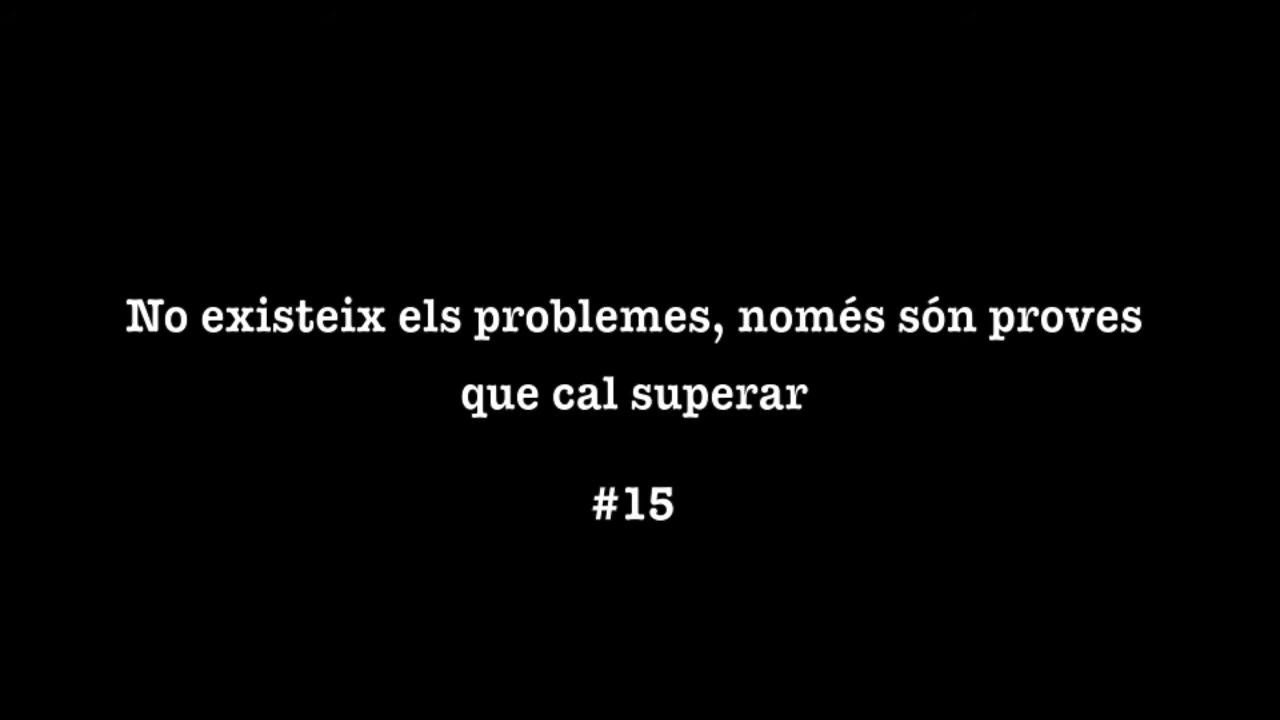 No existeix els problemes, només són proves
que cal superar
#15